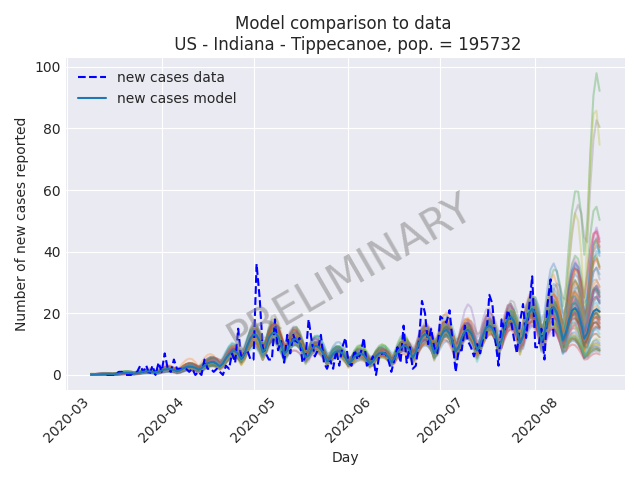 Model comparison to data
US - Indiana - Tippecanoe, pop. = 195732
new cases data
new cases model
100
80
60
40
20
0
Number of new cases reported
PRELIMINARY
2020-03
2020-04
2020-05
2020-06
2020-07
2020-08
Day